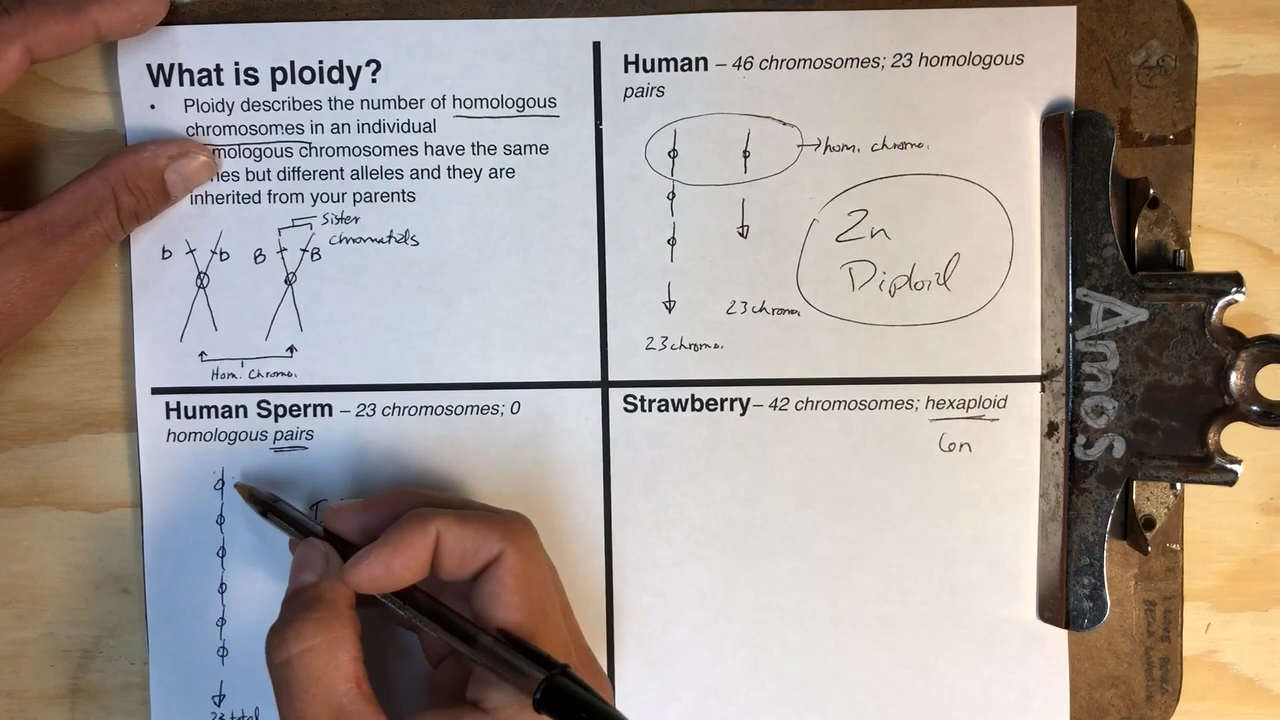 What is ploidy?
• Ploidy describes the number of homologous
chromosomes in an individual
mologous chromosomes have the same
nes but different alleles and they are
inherited from your parents
Sister
chromatids
b b B B
Hom. Chromo.
Human – 46 chromosomes; 23 homologous
pairs
hom. chromo.
2n
Diploid
23 chromo.
23 chromo.
Human Sperm – 23 chromosomes; 0
homologous pairs
23 total
Strawberry– 42 chromosomes; hexaploid
6n
Amos